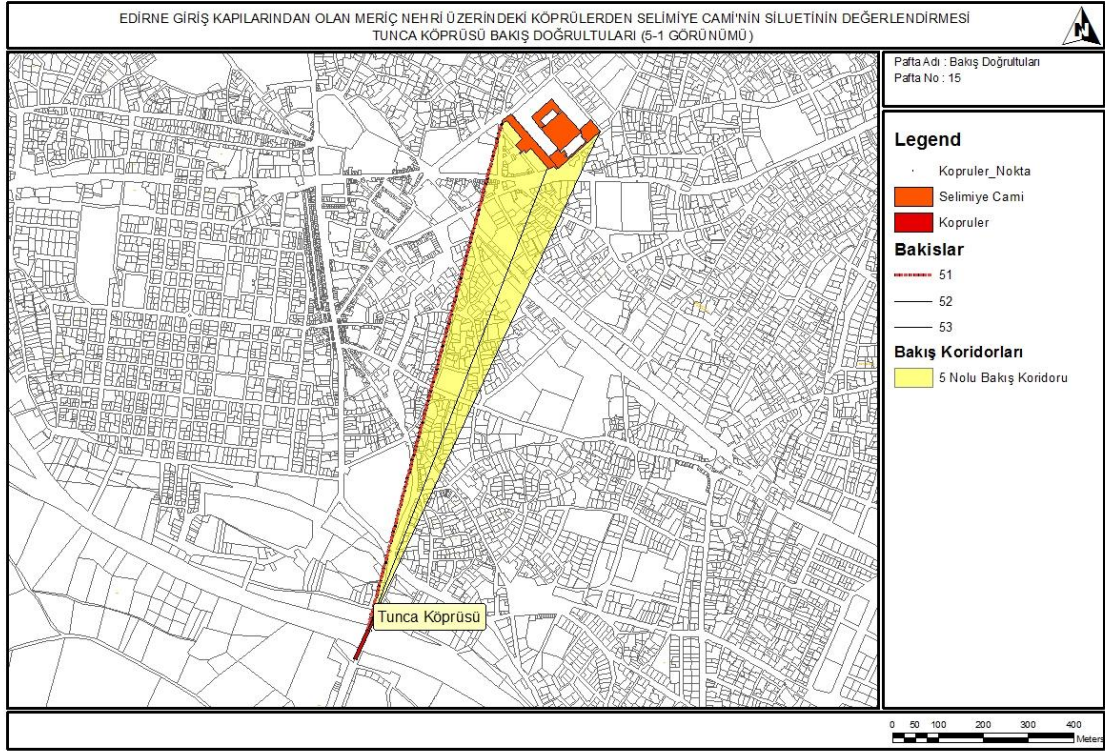 EDİRNE GİRİŞ KAPILARINDAN OLAN MERİÇ NEHRİ ÜZERİNDEKİ KÖPRÜLERDEN SELİMİYE CAMİ'NİN SİLUETİNİN DEĞERLENDİRMESİ
TUNCA KÖPRÜSÜ BAKIŞ DOĞRULTULARI (5-1 GÖRÜNÜMÜ)
N
Pafta Adı : Bakış Doğrultuları
Pafta No : 15
Legend
Kopruler_Nokta
Selimiye Cami
Kopruler
Bakislar
51
52
53
Bakış Koridorları
5 Nolu Bakış Koridoru
Tunca Köprüsü
0 50 100 200 300 400
Meters